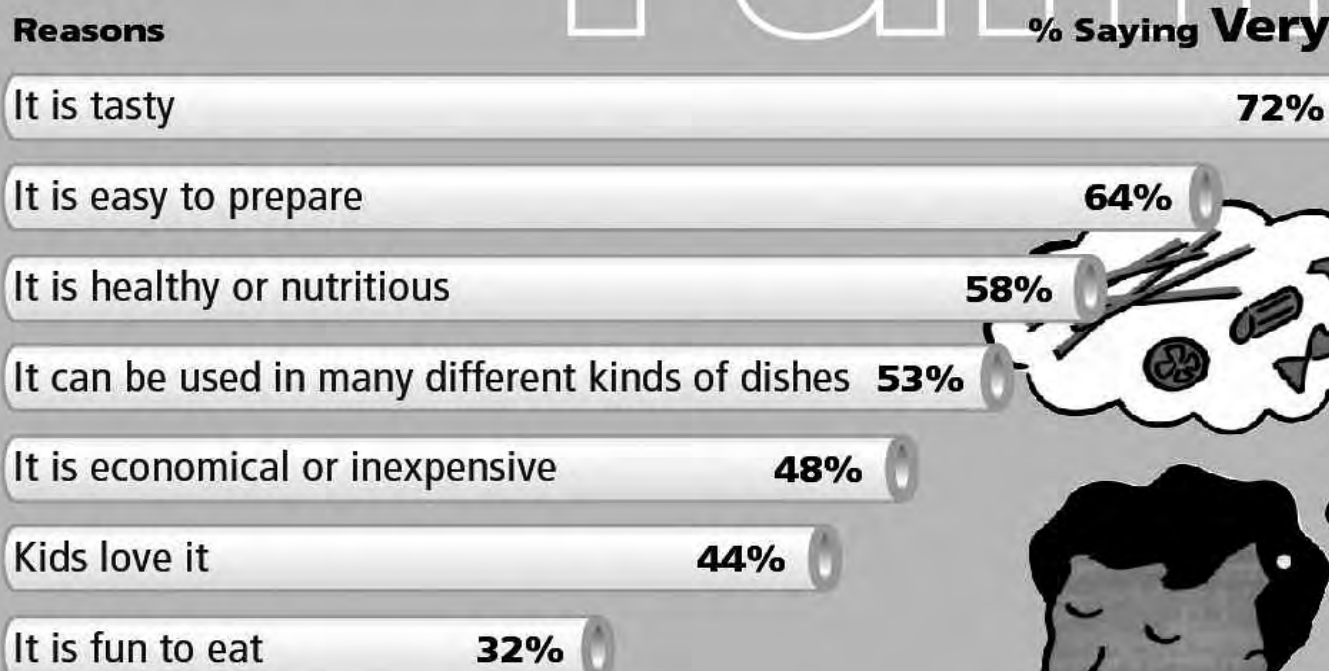 Reasons % Saying Very
It is tasty 72%
It is easy to prepare 64%
It is healthy or nutritious 58%
It can be used in many different kinds of dishes 53%
It is economical or inexpensive 48%
Kids love it 44%
It is fun to eat 32%